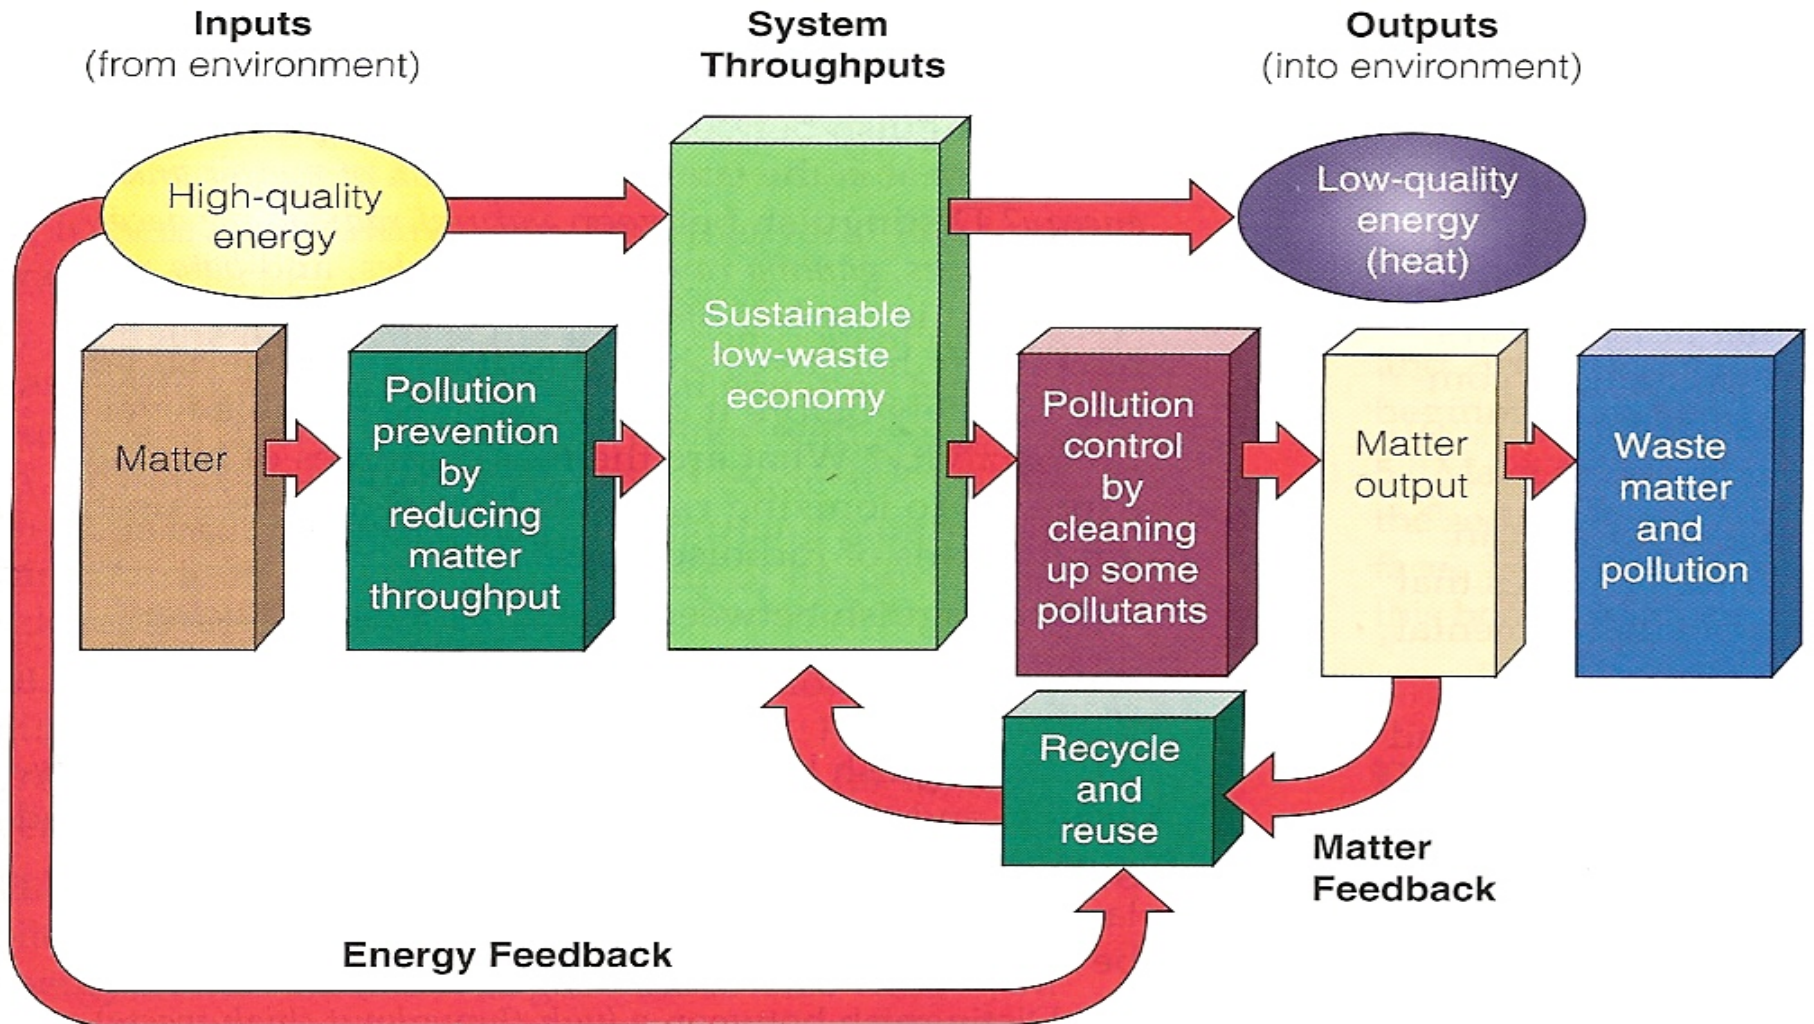 Inputs
(from environment)
System
Throughputs
Outputs
(into environment)
High-quality
energy
Low-quality
energy
(heat)
Sustainable
low-waste
economy
Matter
Pollution
prevention
by
reducing
matter
throughput
Pollution
control
by
cleaning
up some
pollutants
Matter
output
Waste
matter
and
pollution
Recycle
and
reuse
Matter
Feedback
Energy Feedback